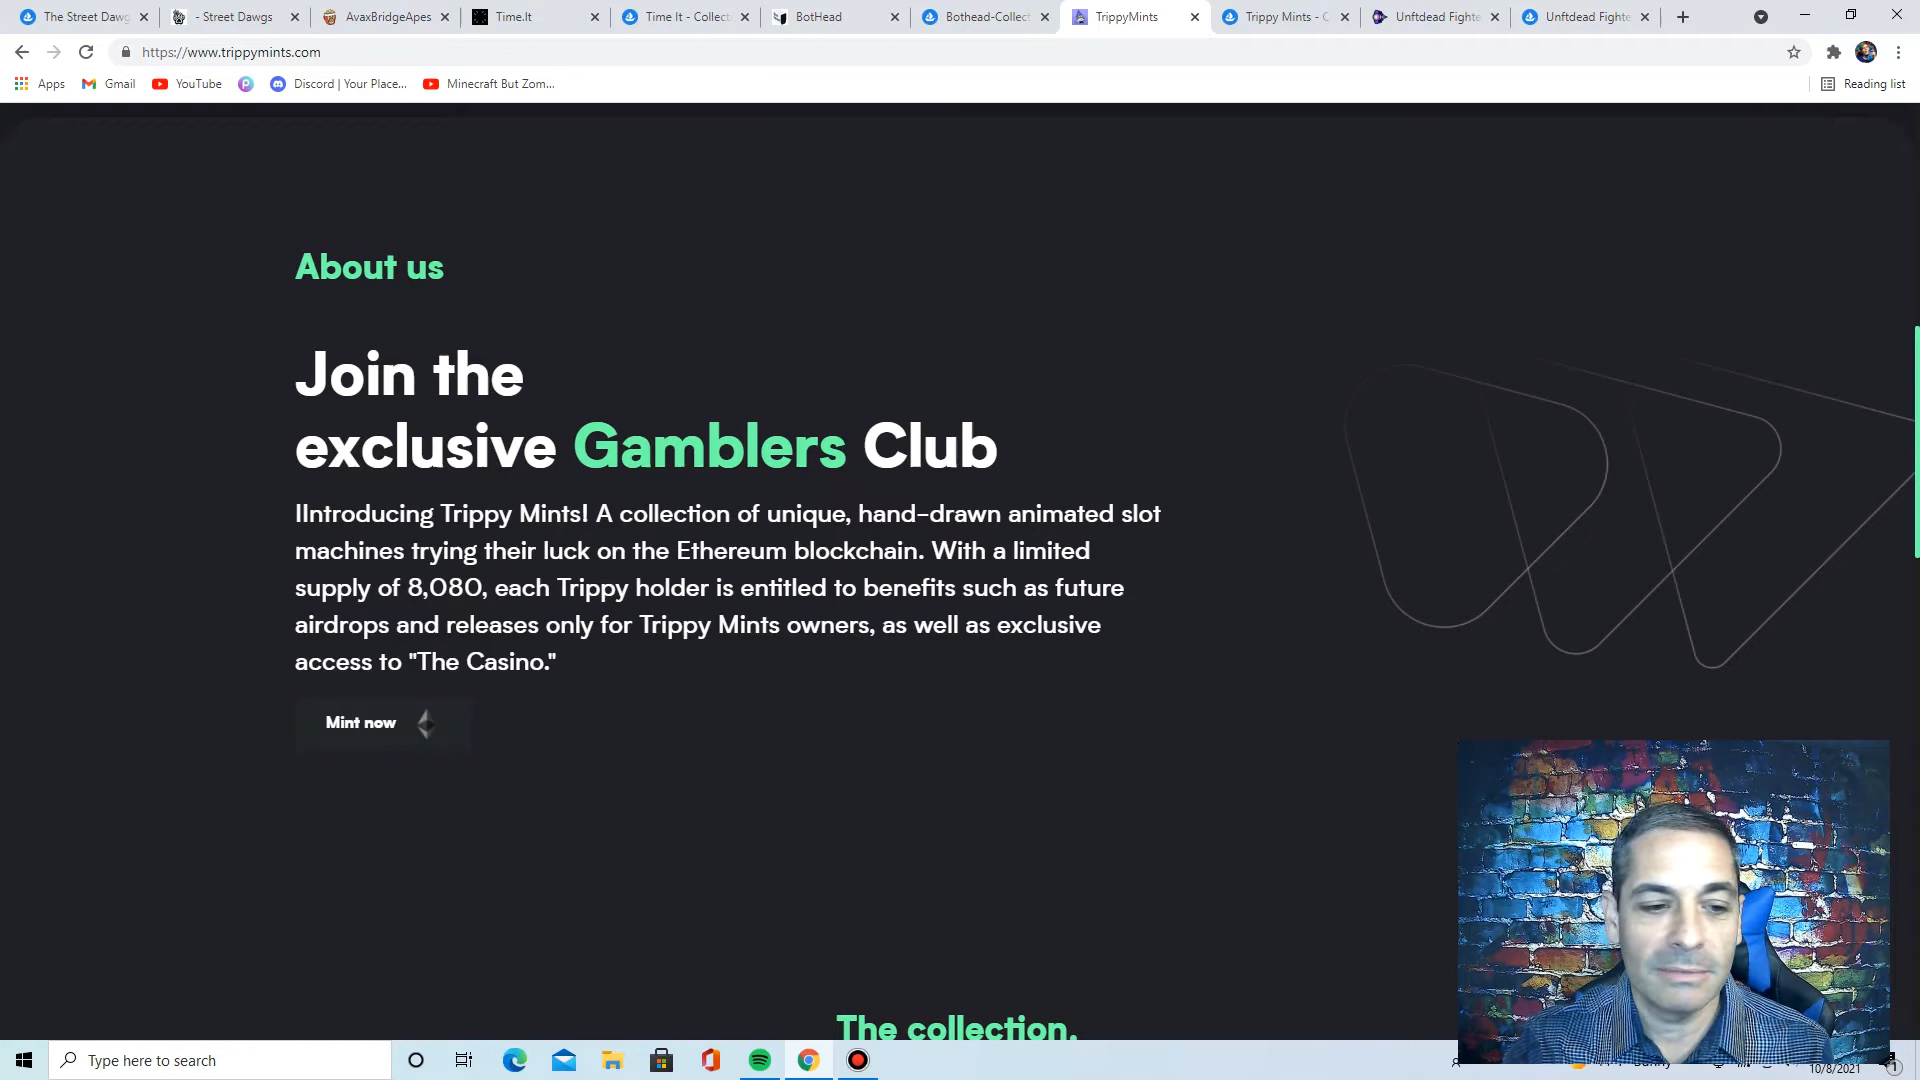 The Street Dawg
- Street Dawgs
AvaxBridgeApes
Time.It
Time It - Collect
BotHead
Bothead-Collect
TrippyMints
Trippy Mints - C
Unftdead Fighte
Unftdead Fighte
https://www.trippymints.com
Apps
Gmail
YouTube
Discord | Your Place...
Minecraft But Zom...
Reading list
About us
Join the
exclusive Gamblers Club
IIntroducing Trippy Mints! A collection of unique, hand-drawn animated slot
machines trying their luck on the Ethereum blockchain. With a limited
supply of 8,080, each Trippy holder is entitled to benefits such as future
airdrops and releases only for Trippy Mints owners, as well as exclusive
access to "The Casino."
Mint now
The collection.
Type here to search
10/8/2021
1